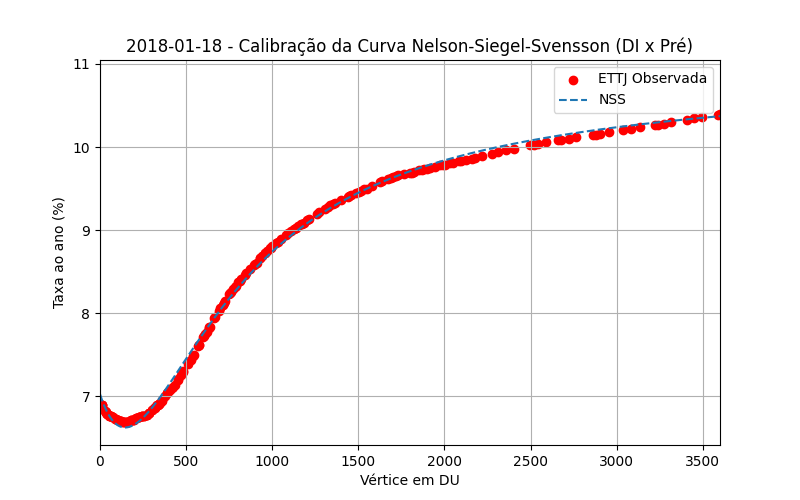 2018-01-18 - Calibração da Curva Nelson-Siegel-Svensson (DI x Pré)
11
10
9
8
7
Taxa ao ano (%)
ETTJ Observada
NSS
0 500 1000 1500 2000 2500 3000 3500
Vértice em DU